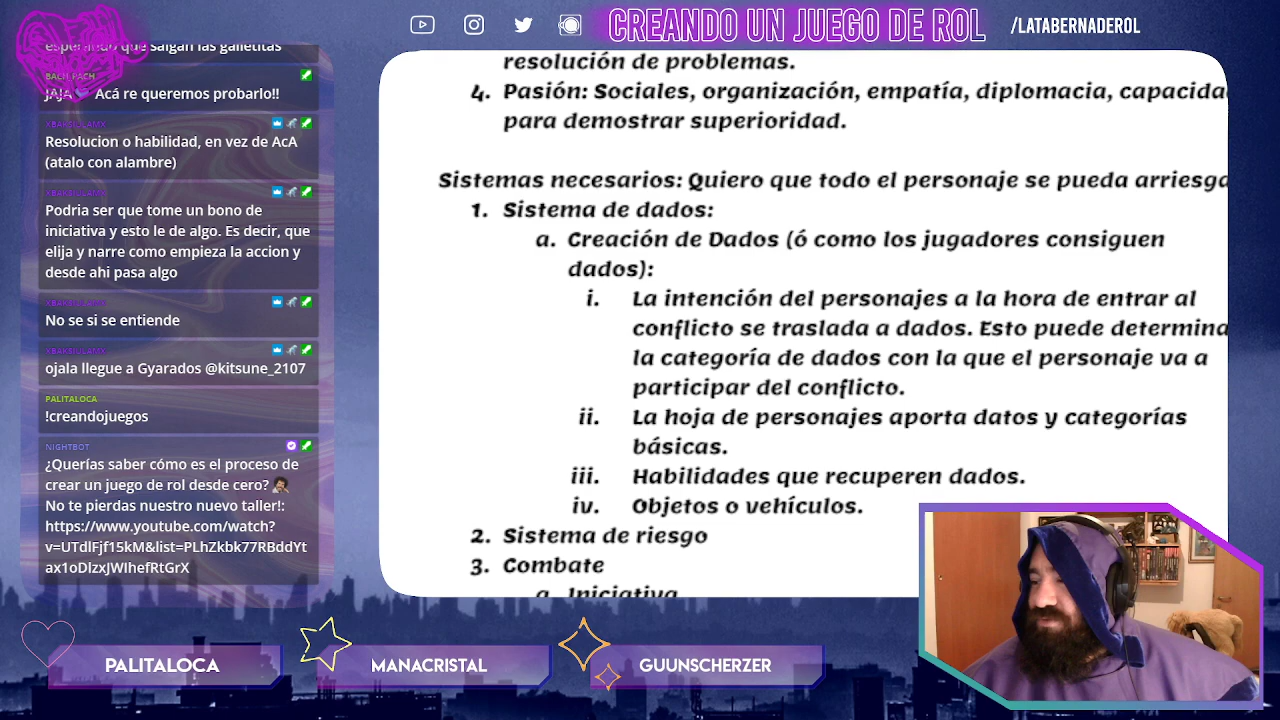 CREANDO UN JUEGO DE ROL
/LATABERNADEROL
esperando que salgan las galletitas
BACH PACH
JAJA Acá re queremos probarlo!!
Resolucion o habilidad, en vez de AcA
(atalo con alambre)
Podria ser que tome un bono de
iniciativa y esto le de algo. Es decir, que
elija y narre como empieza la accion y
desde ahi pasa algo
No se si se entiende
ojala llegue a Gyarados @kitsune_2107
PALITALOCA
!creandojuegos
NIGHTBOT
¿Querías saber cómo es el proceso de
crear un juego de rol desde cero?
No te pierdas nuestro nuevo taller!:
https://www.youtube.com/watch?
v=UTdlFjf15kM&list=PLhZkbk77RBddYt
ax1oDIzxJWIhefRtGrX
resolución de problemas.
4. Pasión: Sociales, organización, empatía, diplomacia, capacida
para demostrar superioridad.
Sistemas necesarios: Quiero que todo el personaje se pueda arriesga
1. Sistema de dados:
a. Creación de Dados (ó como los jugadores consiguen
dados):
i. La intención del personajes a la hora de entrar al
conflicto se traslada a dados. Esto puede determina
la categoría de dados con la que el personaje va a
participar del conflicto.
ii. La hoja de personajes aporta datos y categorías
básicas.
iii. Habilidades que recuperen dados.
iv. Objetos o vehículos.
2. Sistema de riesgo
3. Combate
a. Iniciativa
PALITALOCA
MANACRISTAL
GUUNSCHERZER